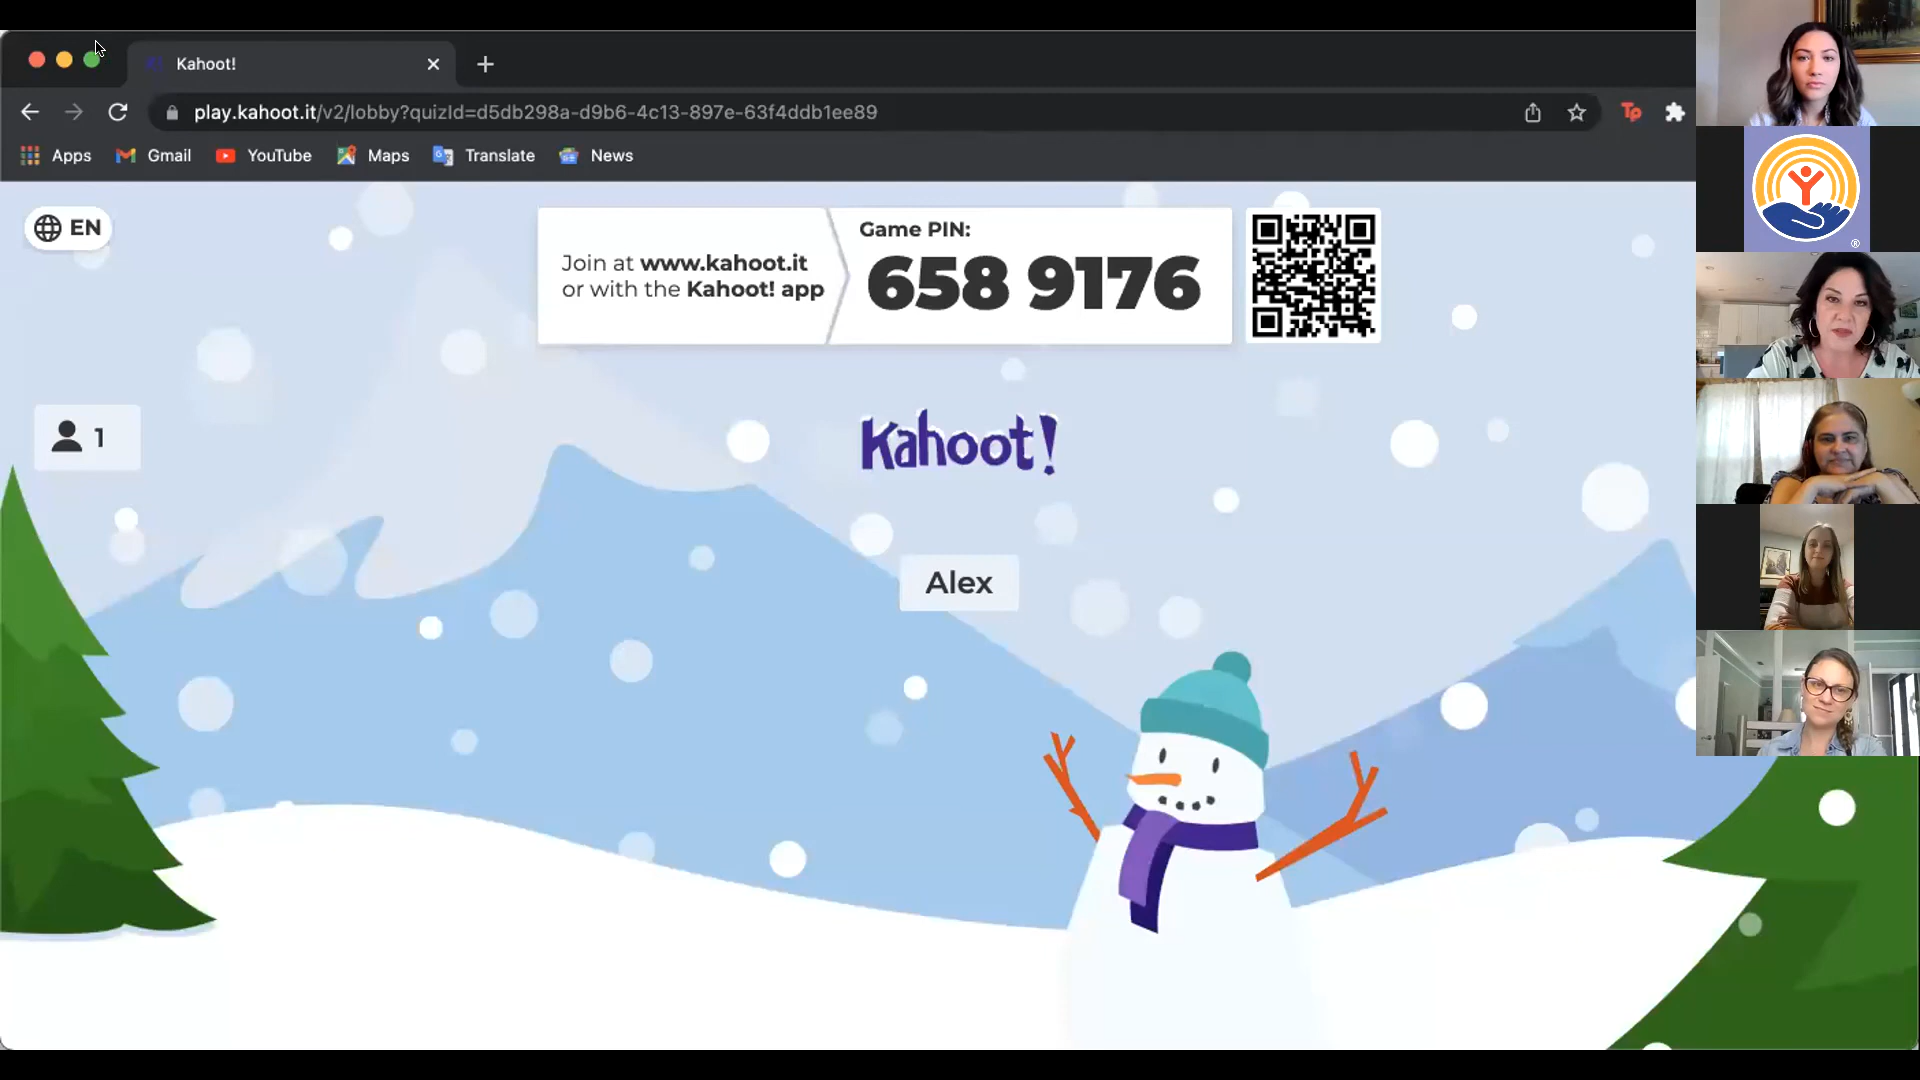 Kahoot!
play.kahoot.it/v2/lobby?quizId=d5db298a-d9b6-4c13-897e-63f4ddb1ee89
Tp
Apps
Gmail
YouTube
Maps
Translate
News
EN
Join at www.kahoot.it
or with the Kahoot! app
Game PIN:
658 9176
®
1
Kahoot!
Alex